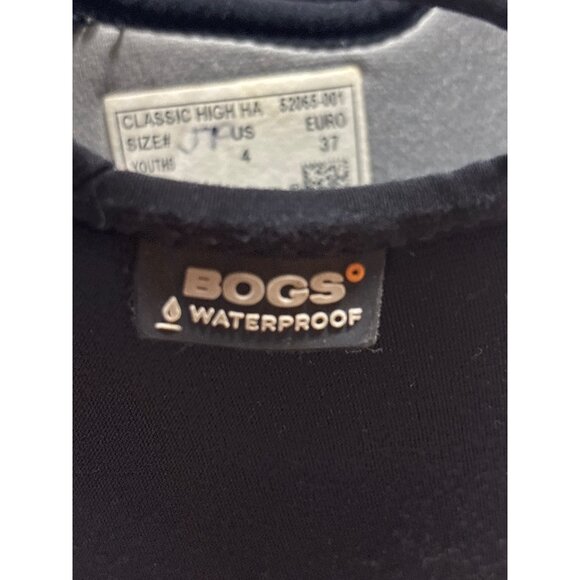 CLASSIC HIGH HA 52065-001
SIZE# US EURO
YOUTH 4 37
BOGS
WATERPROOF